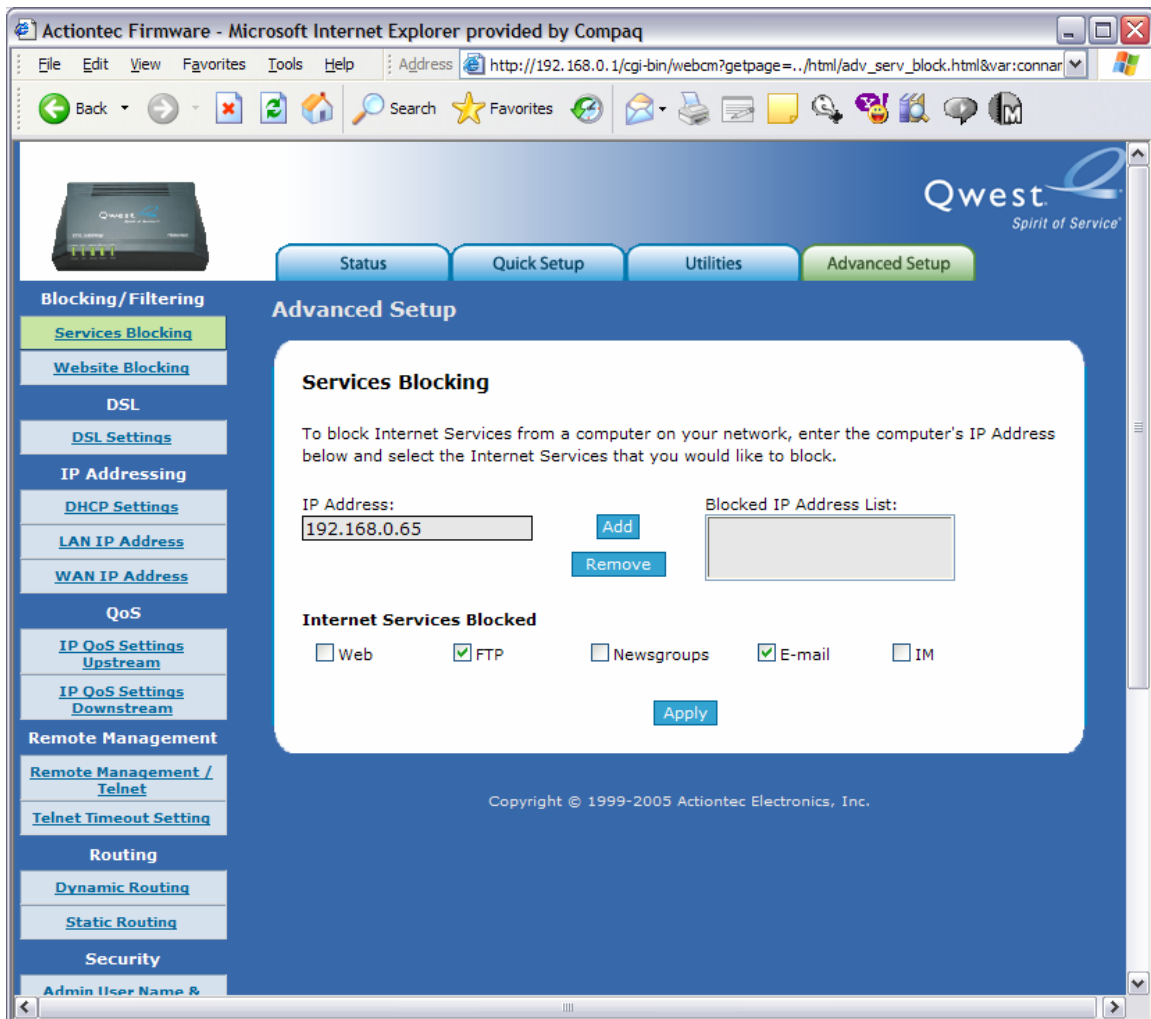 Actiontec Firmware - Microsoft Internet Explorer provided by Compaq
File Edit View Favorites Tools Help Address http://192.168.0.1/cgi-bin/webcm?getpage=../html/adv_serv_block.html&var:connar
Back Search Favorites
Qwest
Spirit of Service
Qwest
Status Quick Setup Utilities Advanced Setup
Blocking/Filtering
Services Blocking
Website Blocking
DSL
DSL Settings
IP Addressing
DHCP Settings
LAN IP Address
WAN IP Address
QoS
IP QoS Settings
Upstream
IP QoS Settings
Downstream
Remote Management
Remote Management /
Telnet
Telnet Timeout Setting
Routing
Dynamic Routing
Static Routing
Security
Admin User Name &
Advanced Setup
Services Blocking
To block Internet Services from a computer on your network, enter the computer's IP Address
below and select the Internet Services that you would like to block.
IP Address:
192.168.0.65
Add
Remove
Blocked IP Address List:
Internet Services Blocked
Web FTP Newsgroups E-mail IM
Apply
Copyright © 1999-2005 Actiontec Electronics, Inc.